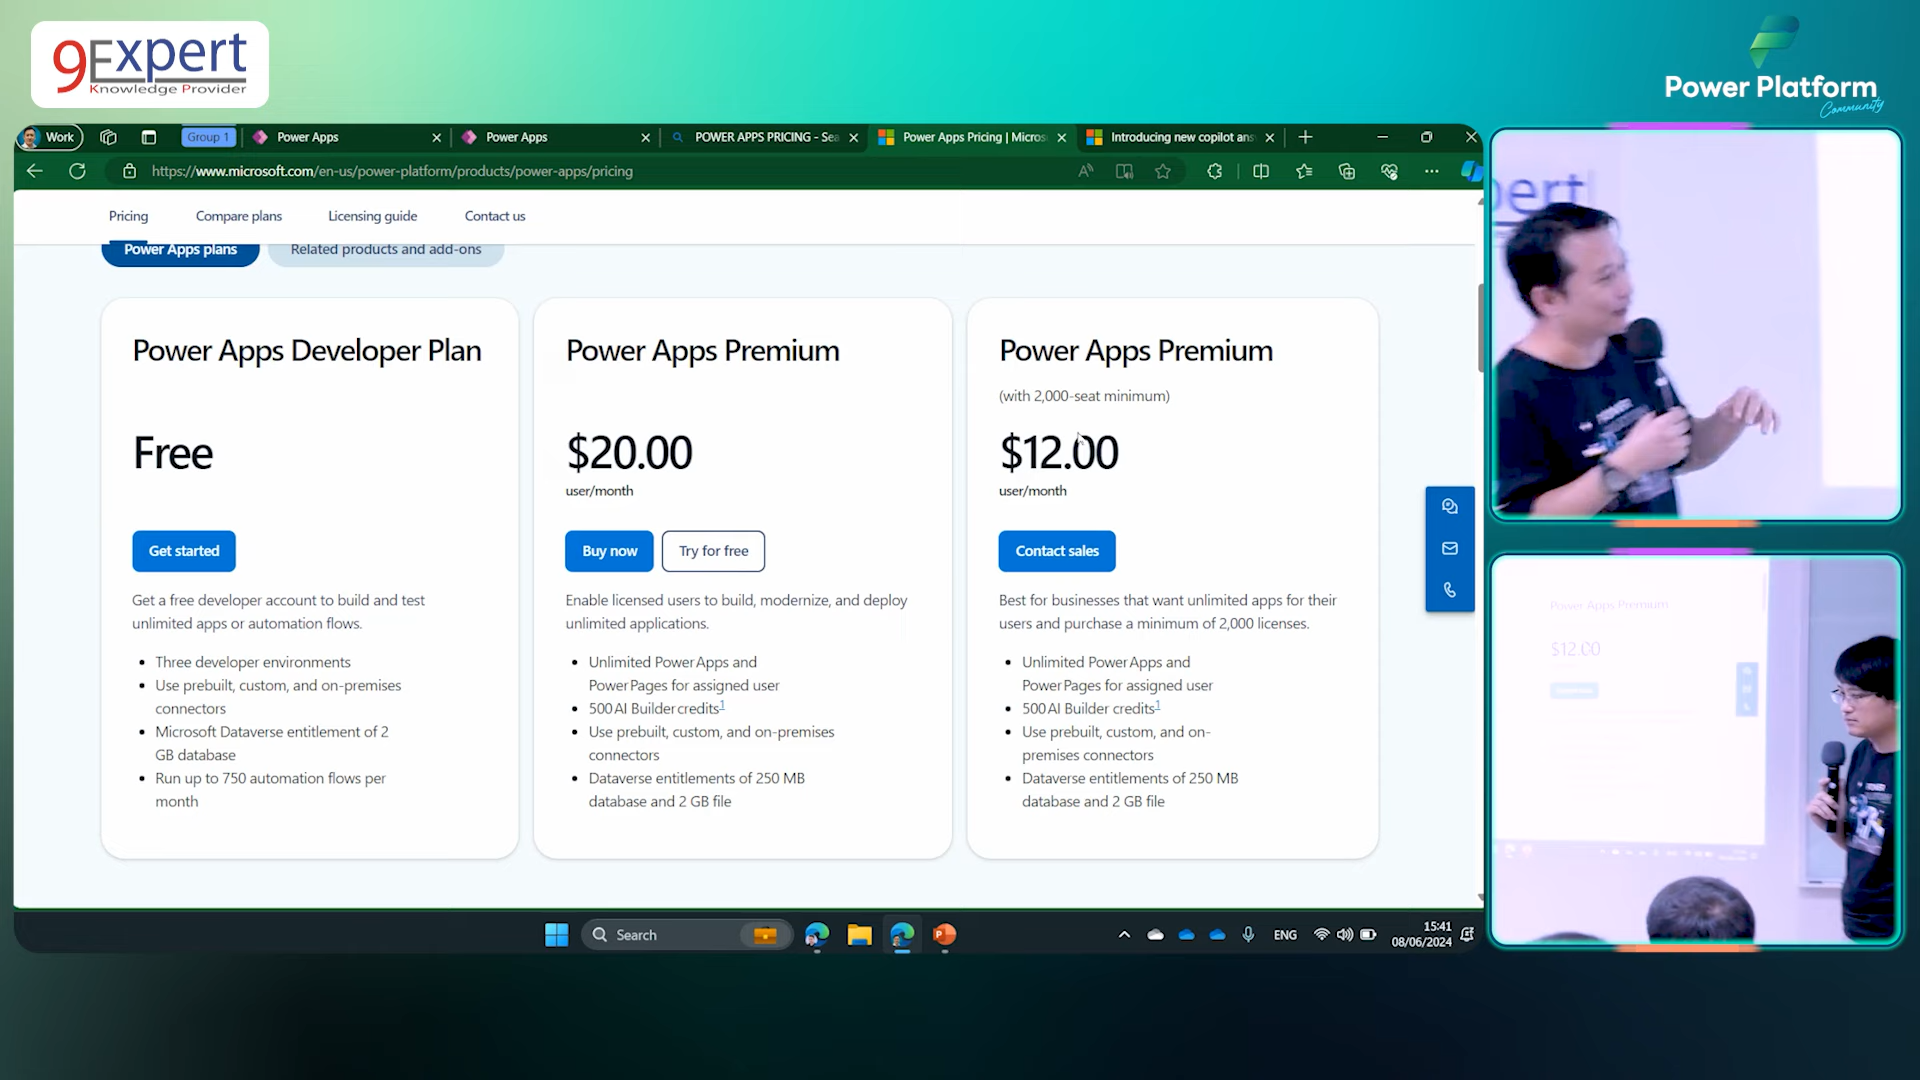 9Expert
Knowledge Provider
Power Platform
Community
Work
Group 1
Power Apps
Power Apps
POWER APPS PRICING - Sea
Power Apps Pricing | Micros
Introducing new copilot ans
https://www.microsoft.com/en-us/power-platform/products/power-apps/pricing
Pricing
Compare plans
Licensing guide
Contact us
Power Apps plans
Related products and add-ons
Power Apps Developer Plan
Free
Get started
Get a free developer account to build and test
unlimited apps or automation flows.
• Three developer environments
• Use prebuilt, custom, and on-premises
connectors
• Microsoft Dataverse entitlement of 2
GB database
• Run up to 750 automation flows per
month
Power Apps Premium
$20.00
user/month
Buy now
Try for free
Enable licensed users to build, modernize, and deploy
unlimited applications.
• Unlimited Power Apps and
Power Pages for assigned user
• 500 AI Builder credits1
• Use prebuilt, custom, and on-premises
connectors
• Dataverse entitlements of 250 MB
database and 2 GB file
Power Apps Premium
(with 2,000-seat minimum)
$12.00
user/month
Contact sales
Best for businesses that want unlimited apps for their
users and purchase a minimum of 2,000 licenses.
• Unlimited Power Apps and
Power Pages for assigned user
• 500 AI Builder credits1
• Use prebuilt, custom, and on-
premises connectors
• Dataverse entitlements of 250 MB
database and 2 GB file
Search
ENG
15:41
08/06/2024
pert
Power Apps Premium
$12.00